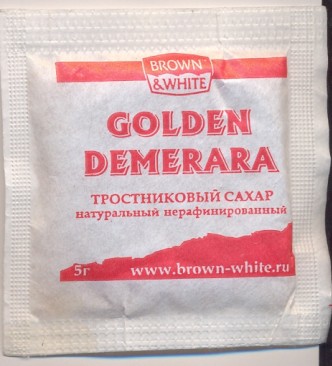 BROWN
&WHITE
GOLDEN
DEMERARA
ТРОСТНИКОВЫЙ САХАР
натуральный нерафинированный
5г www.brown-white.ru